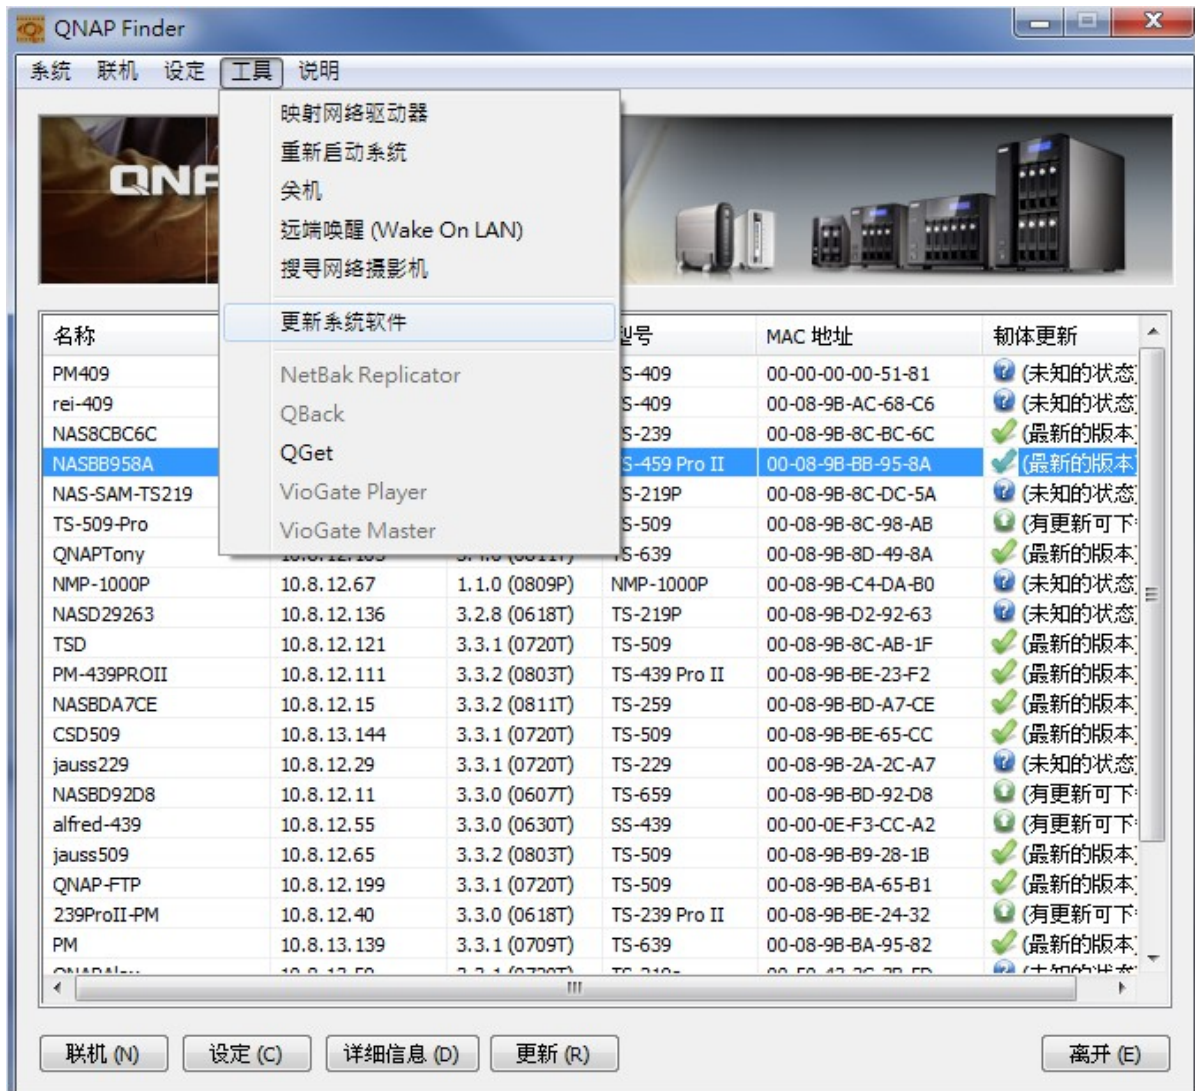 QNAP Finder
系统 联机 设定 工具 说明
映射网络驱动器
重新启动系统
关机
远端唤醒 (Wake On LAN)
搜寻网络摄影机
更新系统软件
NetBak Replicator
QBack
QGet
VioGate Player
VioGate Master
名称 型号 MAC 地址 韧体更新
PM409 TS-409 00-00-00-00-51-81 (未知的状态
rei-409 TS-409 00-08-9B-AC-68-C6 (未知的状态
NAS8CBC6C TS-239 00-08-9B-8C-BC-6C (最新的版本
NASBB958A TS-459 Pro II 00-08-9B-BB-95-8A (最新的版本
NAS-SAM-TS219 TS-219P 00-08-9B-8C-DC-5A (未知的状态
TS-509-Pro TS-509 00-08-9B-8C-98-AB (有更新可下
QNAPTony TS-639 00-08-9B-8D-49-8A (最新的版本
NMP-1000P 10.8.12.67 1.1.0 (0809P) NMP-1000P 00-08-9B-C4-DA-B0 (未知的状态
NASD29263 10.8.12.136 3.2.8 (0618T) TS-219P 00-08-9B-D2-92-63 (未知的状态
TSD 10.8.12.121 3.3.1 (0720T) TS-509 00-08-9B-8C-AB-1F (最新的版本
PM-439PROII 10.8.12.111 3.3.2 (0803T) TS-439 Pro II 00-08-9B-BE-23-F2 (最新的版本
NASBDA7CE 10.8.12.15 3.3.2 (0811T) TS-259 00-08-9B-BD-A7-CE (最新的版本
CSD509 10.8.13.144 3.3.1 (0720T) TS-509 00-08-9B-BE-65-CC (最新的版本
jauss229 10.8.12.29 3.3.1 (0720T) TS-229 00-08-9B-2A-2C-A7 (未知的状态
NASBD92D8 10.8.12.11 3.3.0 (0607T) TS-659 00-08-9B-BD-92-D8 (有更新可下
alfred-439 10.8.12.55 3.3.0 (0630T) SS-439 00-00-0E-F3-CC-A2 (有更新可下
jauss509 10.8.12.65 3.3.2 (0803T) TS-509 00-08-9B-B9-28-1B (最新的版本
QNAP-FTP 10.8.12.199 3.3.1 (0720T) TS-509 00-08-9B-BA-65-B1 (最新的版本
239ProII-PM 10.8.12.40 3.3.0 (0618T) TS-239 Pro II 00-08-9B-BE-24-32 (有更新可下
PM 10.8.13.139 3.3.1 (0709T) TS-639 00-08-9B-BA-95-82 (最新的版本
联机 (N) 设定 (C) 详细信息 (D) 更新 (R) 离开 (E)